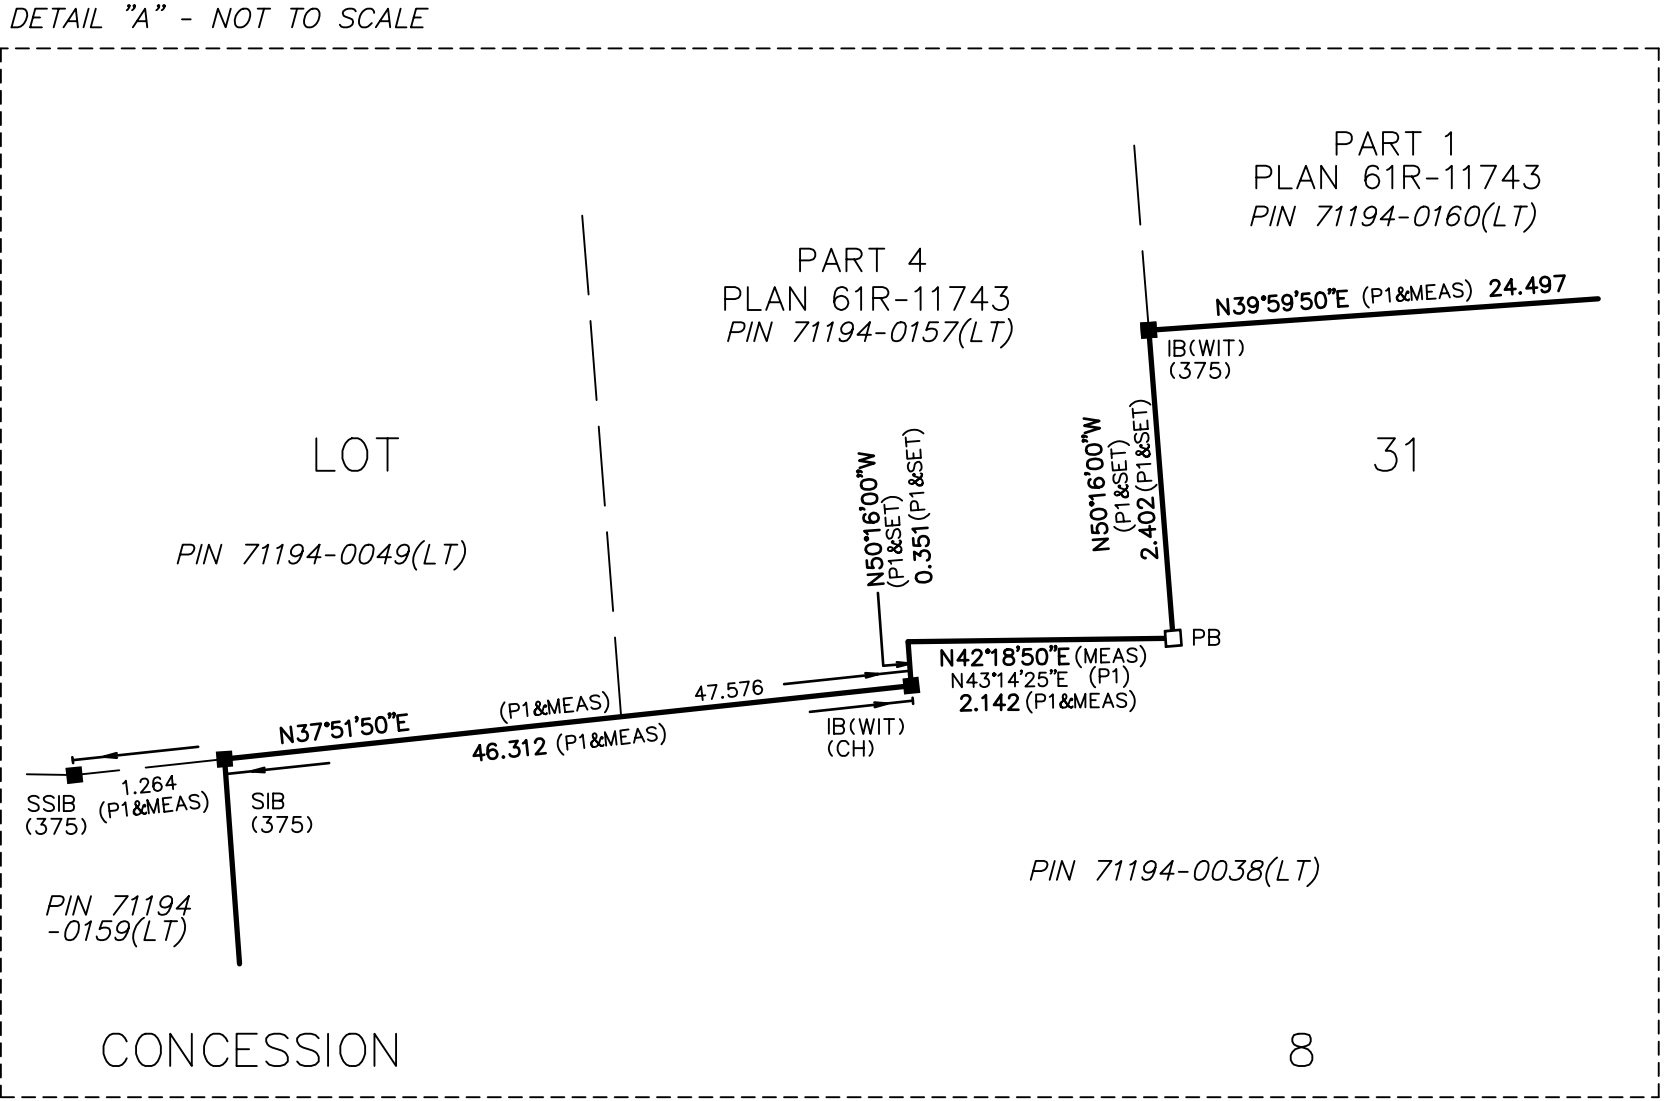 DETAIL "A" - NOT TO SCALE
PART 1
PLAN 61R-11743
PIN 71194-0160(LT)
PART 4
PLAN 61R-11743
PIN 71194-0157(LT)
N39°59'50"E (P1&MEAS) 24.497
IB(WIT)
(375)
LOT
31
PIN 71194-0049(LT)
N50°16'00"W
(P1&SET)
0.351 (P1&SET)
N50°16'00"W
(P1&SET)
2.402 (P1&SET)
PB
N42°18'50"E (MEAS)
N43°14'25"E (P1)
2.142 (P1&MEAS)
N37°51'50"E (P1&MEAS) 47.576
46.312 (P1&MEAS)
IB(WIT)
(CH)
1.264
(P1&MEAS)
SSIB
(375)
SIB
(375)
PIN 71194-0038(LT)
PIN 71194
-0159(LT)
CONCESSION 8